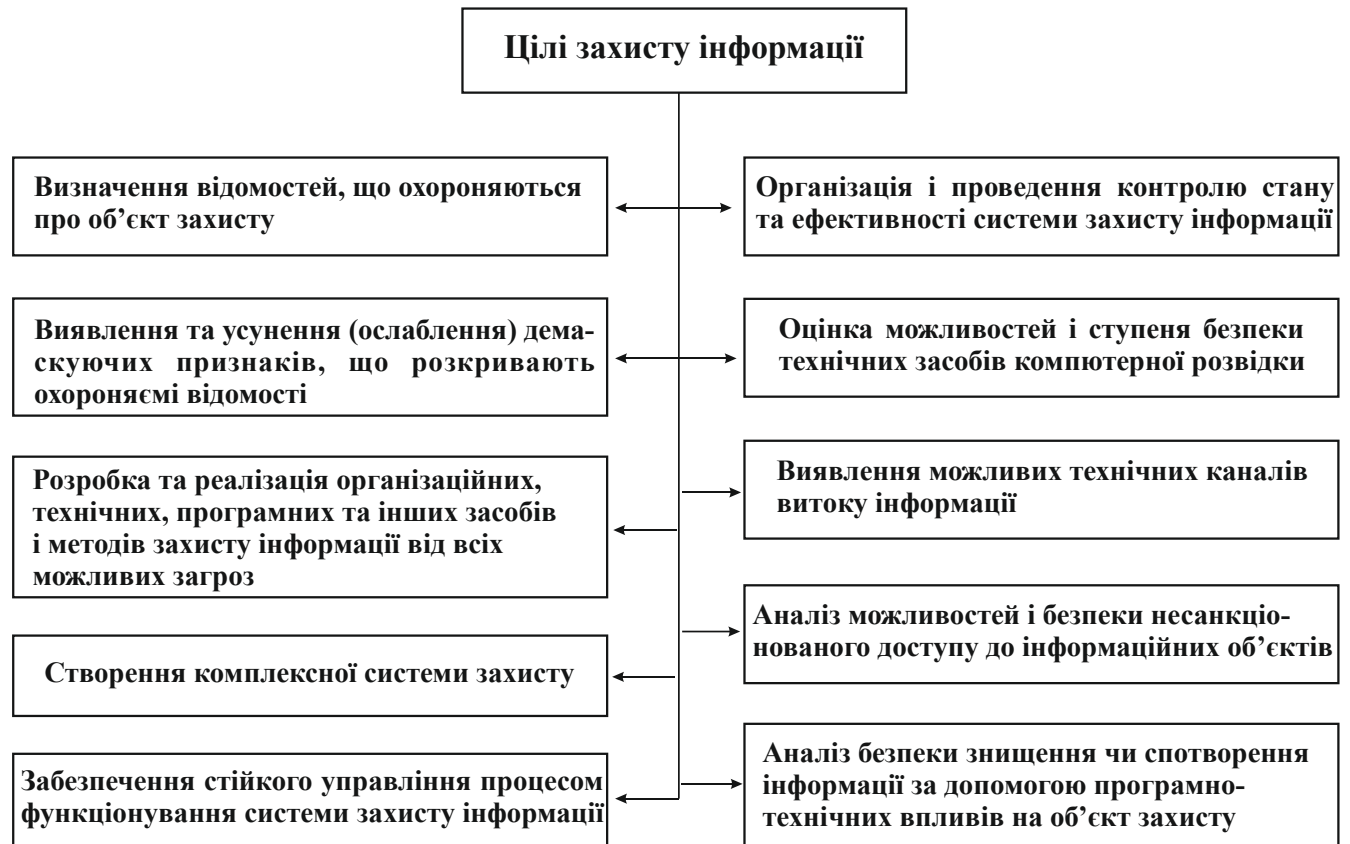 Цілі захисту інформації
Визначення відомостей, що охороняються
про об’єкт захисту
Виявлення та усунення (ослаблення) дема-
скуючих признаків, що розкривають
охороняємі відомості
Розробка та реалізація організаційних,
технічних, програмних та інших засобів
і методів захисту інформації від всіх
можливих загроз
Створення комплексної системи захисту
Забезпечення стійкого управління процесом
функціонування системи захисту інформації
Організація і проведення контролю стану
та ефективності системи захисту інформації
Оцінка можливостей і ступеня безпеки
технічних засобів компютерної розвідки
Виявлення можливих технічних каналів
витоку інформації
Аналіз можливостей і безпеки несанкціо-
нованого доступу до інформаційних об’єктів
Аналіз безпеки знищення чи спотворення
інформації за допомогою програмно-
технічних впливів на об’єкт захисту